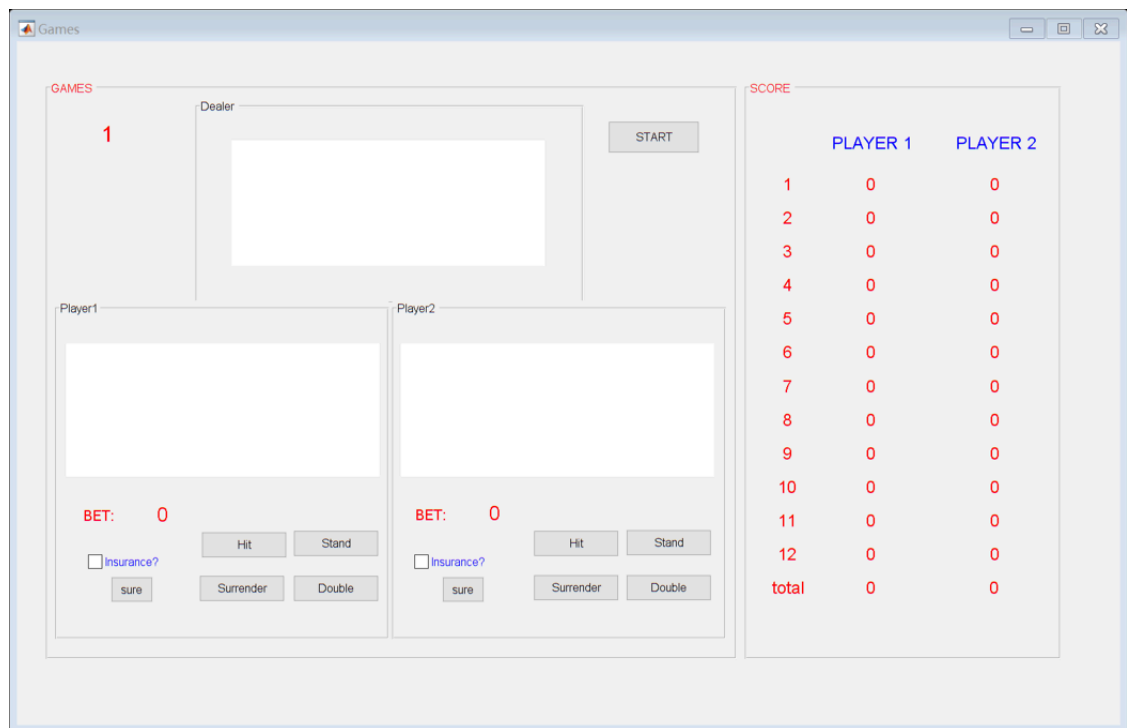 Games
GAMES
1
Dealer
START
Player1
BET: 0
Insurance?
sure
Hit
Stand
Surrender
Double
Player2
BET: 0
Insurance?
sure
Hit
Stand
Surrender
Double
SCORE
PLAYER 1 PLAYER 2
1 0 0
2 0 0
3 0 0
4 0 0
5 0 0
6 0 0
7 0 0
8 0 0
9 0 0
10 0 0
11 0 0
12 0 0
total 0 0